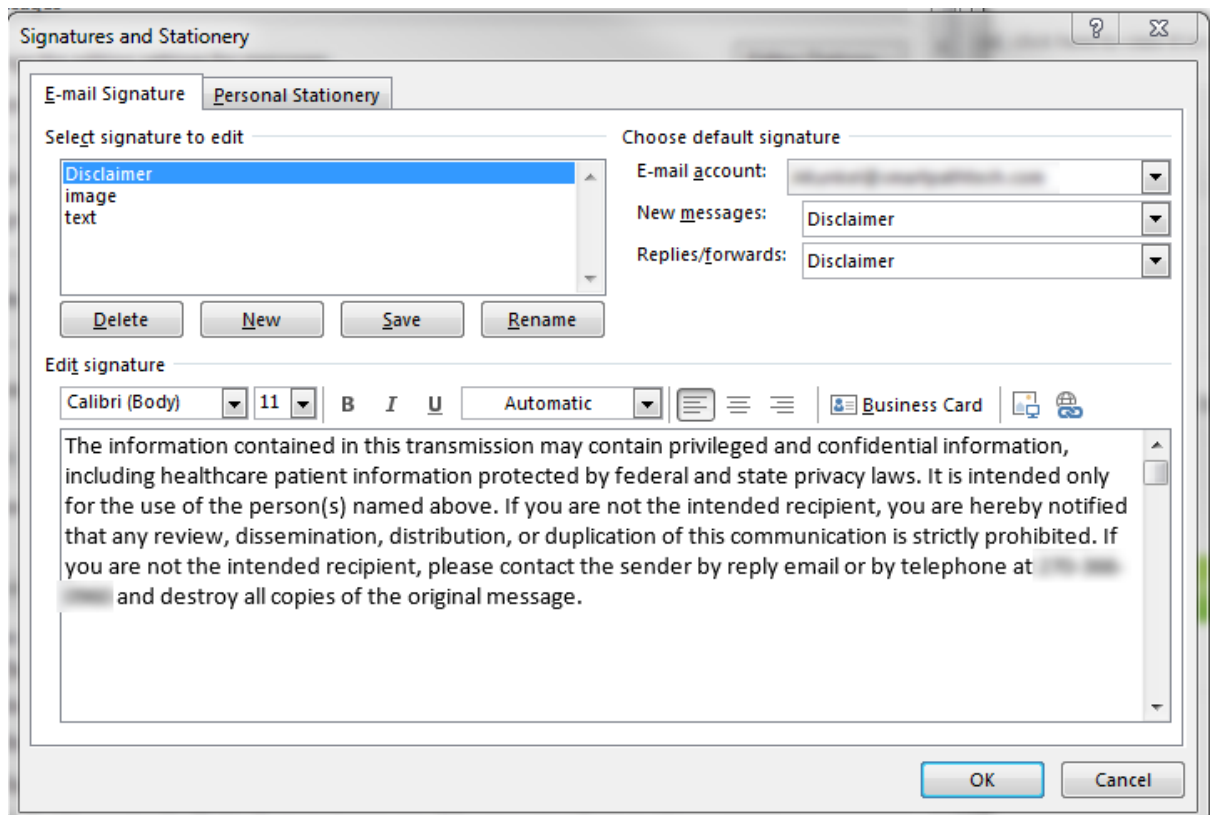 Signatures and Stationery
E-mail Signature
Personal Stationery
Select signature to edit
Choose default signature
Disclaimer
image
text
E-mail account:
New messages:
Disclaimer
Replies/forwards:
Disclaimer
Delete
New
Save
Rename
Edit signature
Calibri (Body)
11
B
I
U
Automatic
Business Card
The information contained in this transmission may contain privileged and confidential information,
including healthcare patient information protected by federal and state privacy laws. It is intended only
for the use of the person(s) named above. If you are not the intended recipient, you are hereby notified
that any review, dissemination, distribution, or duplication of this communication is strictly prohibited. If
you are not the intended recipient, please contact the sender by reply email or by telephone at
and destroy all copies of the original message.
OK
Cancel